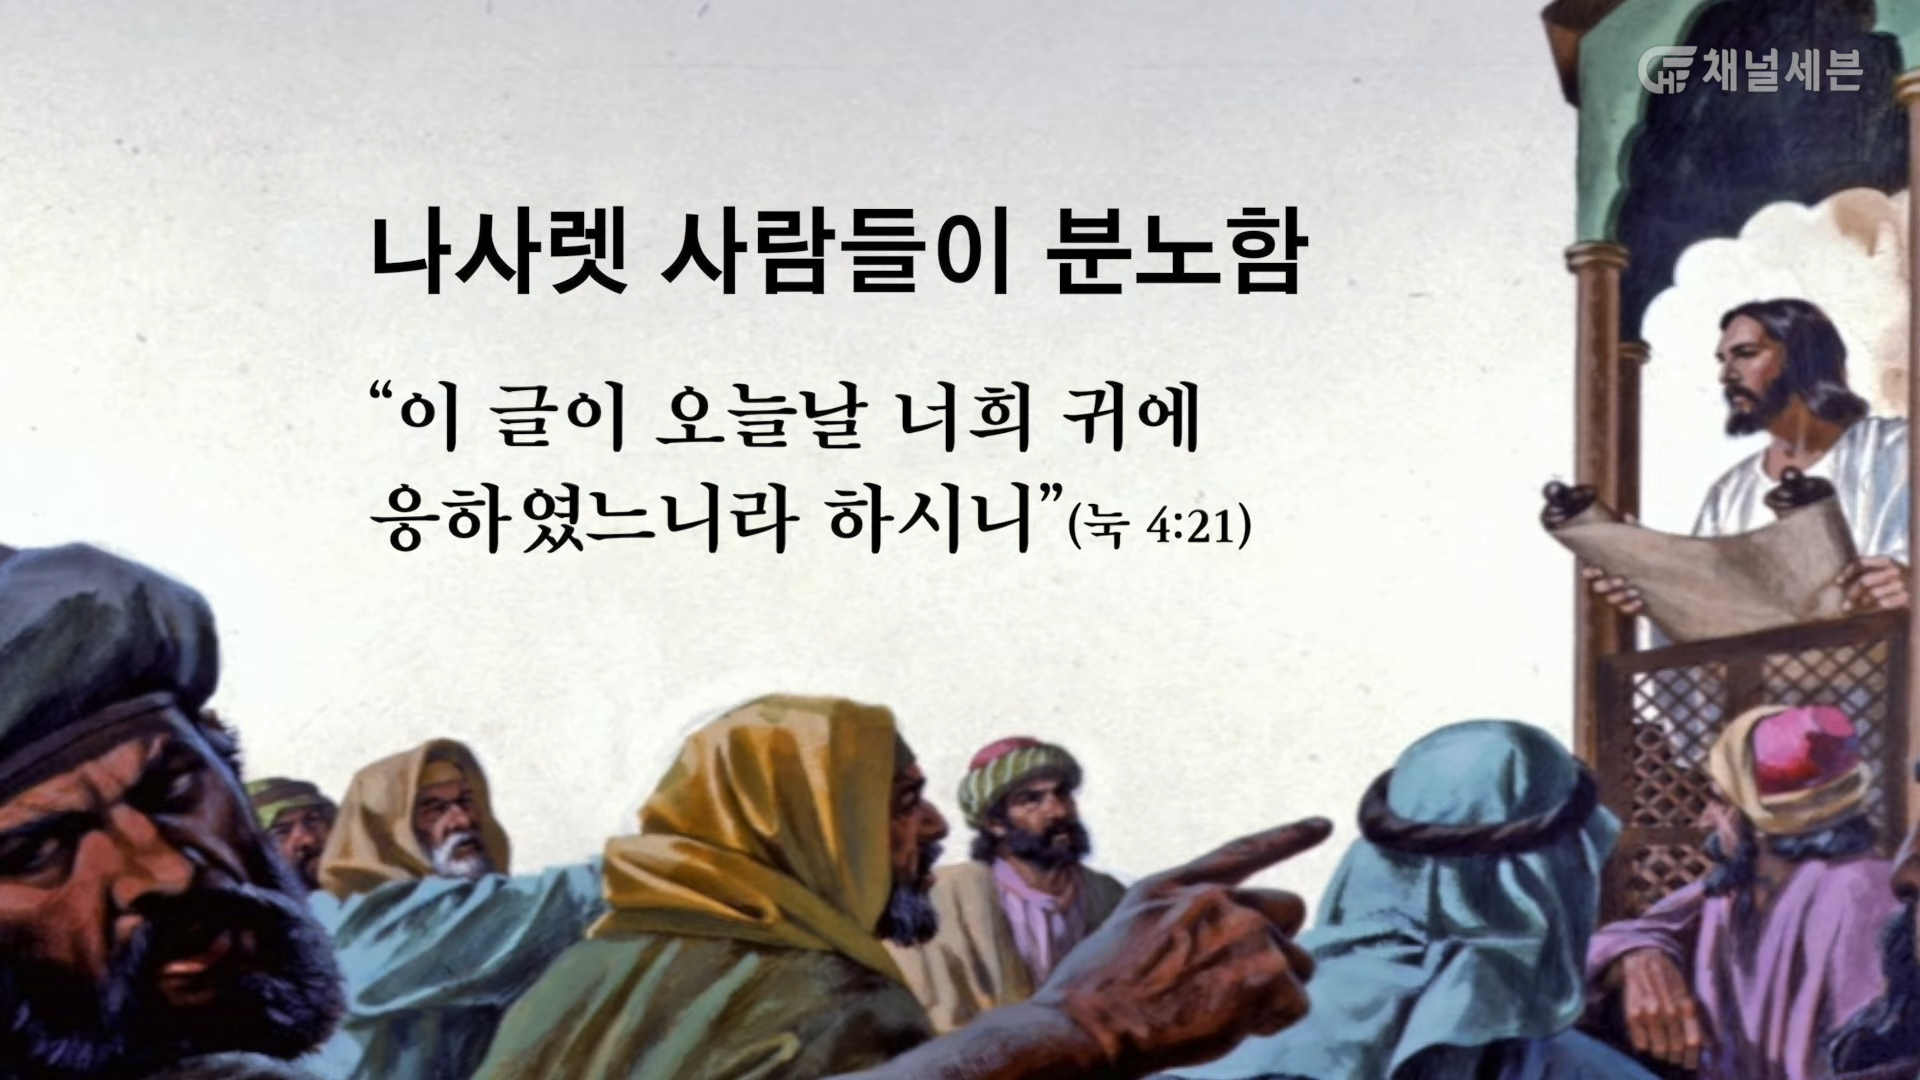 채널세븐
나사렛 사람들이 분노함
“이 글이 오늘날 너희 귀에
응하였느니라 하시니”(눅 4:21)